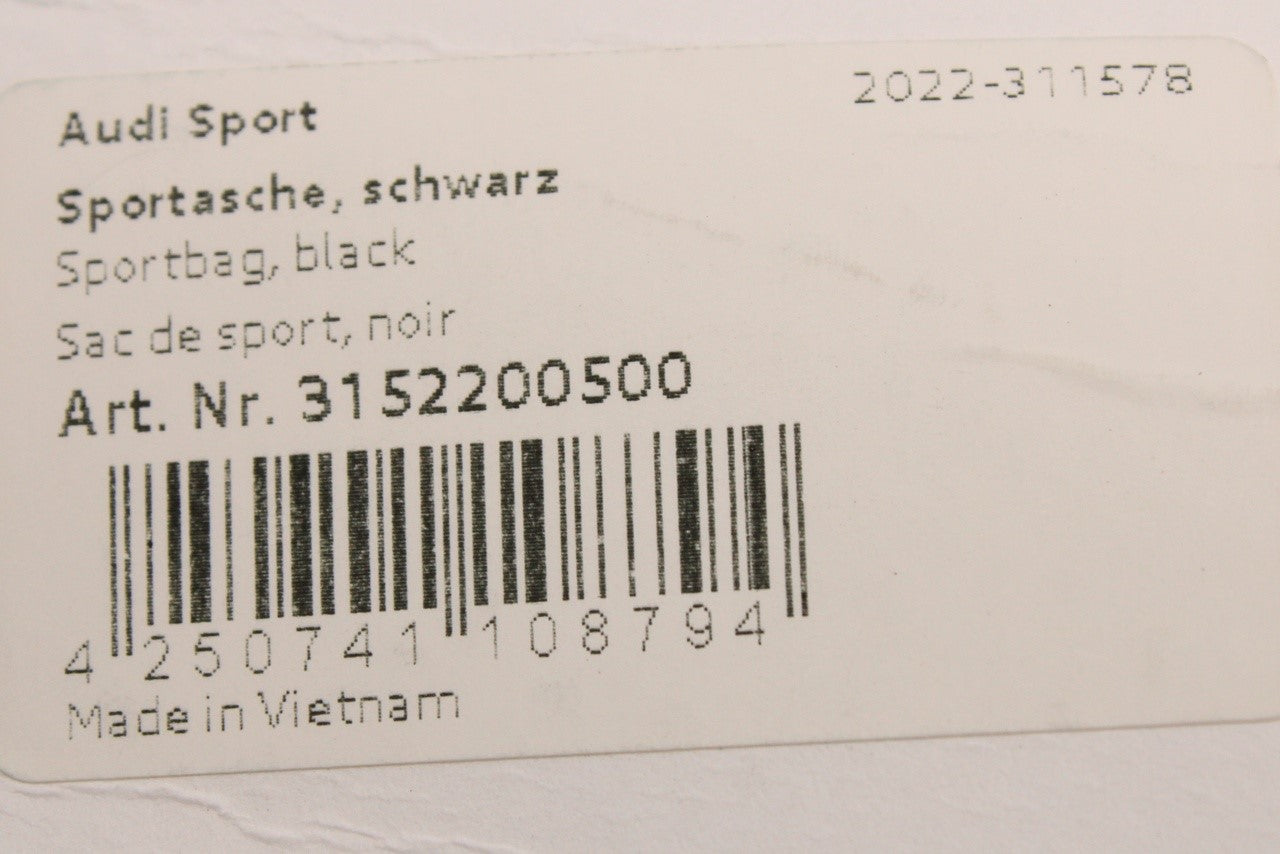 Audi Sport
2022-311578
Sportasche, schwarz
Sportbag, black
Sac de sport, noir
Art. Nr. 3152200500
4 250741 108794
Made in Vietnam